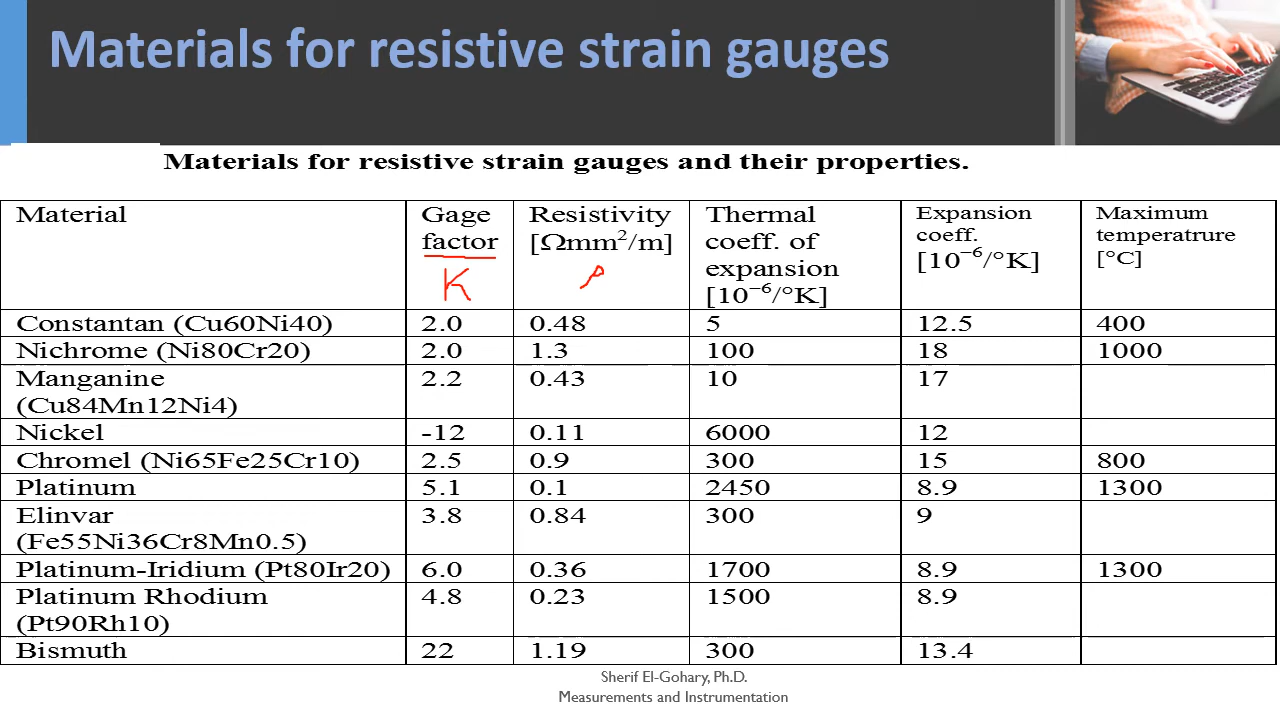 Materials for resistive strain gauges
Materials for resistive strain gauges and their properties.
Material Gage factor K Resistivity [Ωmm²/m] ρ Thermal coeff. of expansion [10⁻⁶/°K] Expansion coeff. [10⁻⁶/°K] Maximum temperatrure [°C]
Constantan (Cu60Ni40) 2.0 0.48 5 12.5 400
Nichrome (Ni80Cr20) 2.0 1.3 100 18 1000
Manganine (Cu84Mn12Ni4) 2.2 0.43 10 17
Nickel -12 0.11 6000 12
Chromel (Ni65Fe25Cr10) 2.5 0.9 300 15 800
Platinum 5.1 0.1 2450 8.9 1300
Elinvar (Fe55Ni36Cr8Mn0.5) 3.8 0.84 300 9
Platinum-Iridium (Pt80Ir20) 6.0 0.36 1700 8.9 1300
Platinum Rhodium (Pt90Rh10) 4.8 0.23 1500 8.9
Bismuth 22 1.19 300 13.4
Sherif El-Gohary, Ph.D.
Measurements and Instrumentation